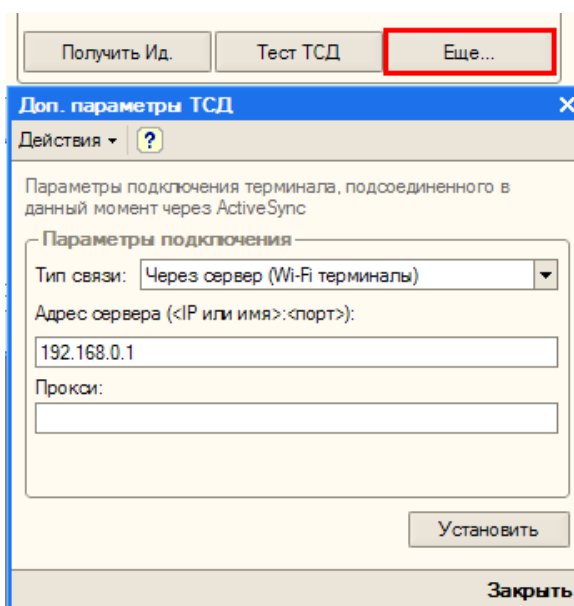 Получить Ид. Тест ТСД Еще...
Доп. параметры ТСД
Действия ?
Параметры подключения терминала, подсоединенного в
данный момент через ActiveSync
Параметры подключения
Тип связи: Через сервер (Wi-Fi терминалы)
Адрес сервера (<IP или имя>:<порт>):
192.168.0.1
Прокси:
Установить
Закрыть